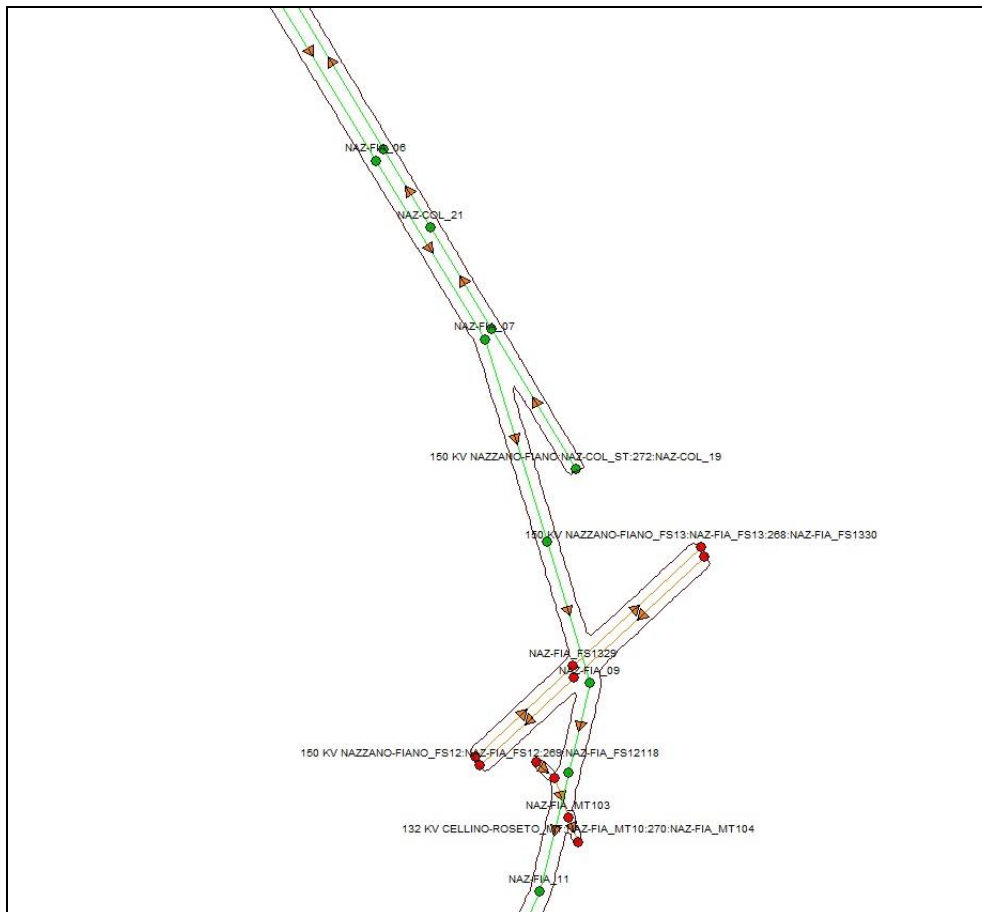 NAZ-FIA_06
NAZ-COL_21
NAZ-FIA_07
150 KV NAZZANO-FIANO:NAZ-COL_ST:272:NAZ-COL_19
150 KV NAZZANO-FIANO_FS13:NAZ-FIA_FS13:268:NAZ-FIA_FS1330
NAZ-FIA_FS1329
NAZ-FIA_09
150 KV NAZZANO-FIANO_FS12:NAZ-FIA_FS12:269:NAZ-FIA_FS12118
NAZ-FIA_MT103
132 KV CELLINO-ROSETO_ NAZ-FIA_MT10:270:NAZ-FIA_MT104
NAZ-FIA_11